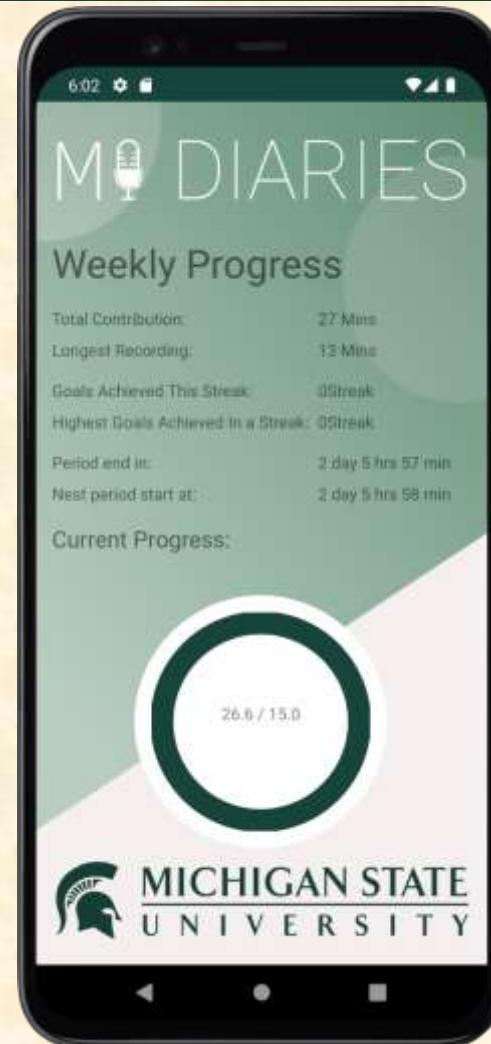 6:02
MI DIARIES
Weekly Progress
Total Contribution: 27 Mins
Longest Recording: 13 Mins
Goals Achieved This Streak: 0Streak
Highest Goals Achieved In a Streak: 0Streak
Period end in: 2 day 5 hrs 57 min
Nest period start at: 2 day 5 hrs 58 min
Current Progress:
26.6 / 15.0
MICHIGAN STATE
UNIVERSITY